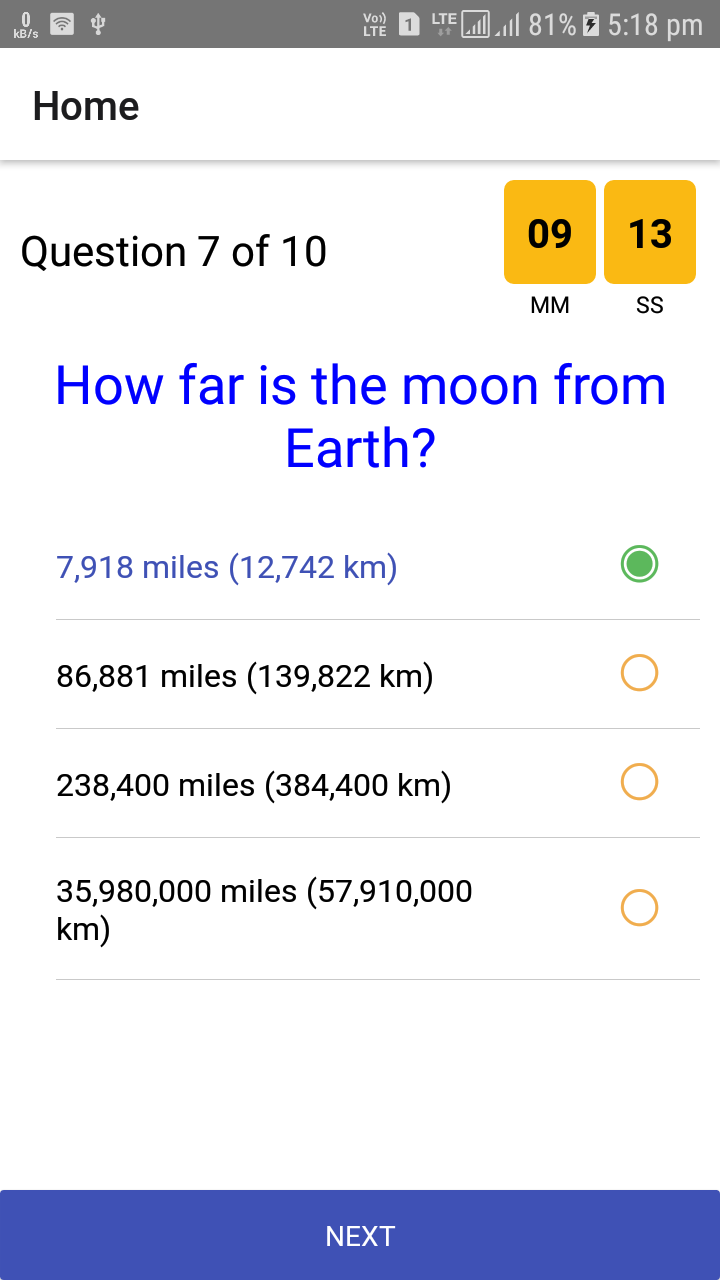 0 kB/s Vo)) LTE 1 LTE 81% 5:18 pm
Home
Question 7 of 10
09 13
MM SS
How far is the moon from
Earth?
7,918 miles (12,742 km)
86,881 miles (139,822 km)
238,400 miles (384,400 km)
35,980,000 miles (57,910,000
km)
NEXT